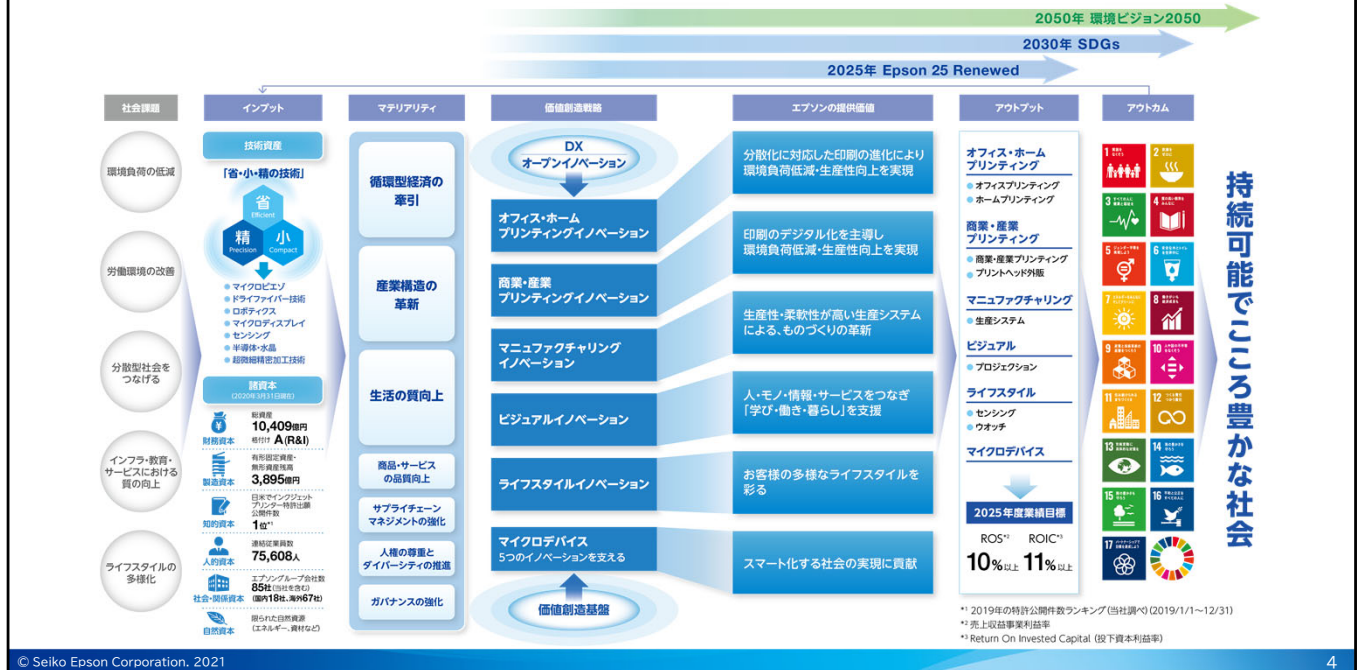 2050年 環境ビジョン2050
2030年 SDGs
2025年 Epson 25 Renewed
社会課題
環境負荷の低減
労働環境の改善
分散型社会を
つなげる
インフラ・教育・
サービスにおける
質の向上
ライフスタイルの
多様化
インプット
技術資産
「省・小・精の技術」
省
Efficient
精
Precision
小
Compact
マイクロピエゾ
ドライファイバー技術
ロボティクス
マイクロディスプレイ
センシング
半導体・水晶
超微細精密加工技術
諸資本
(2020年3月31日現在)
財務資本
総資産
10,409億円
格付け A(R&I)
製造資本
有形固定資産・
無形資産残高
3,895億円
知的資本
日米でインクジェット
プリンター特許出願
公開件数
1位*1
人的資本
連結従業員数
75,608人
社会・関係資本
エプソングループ会社数
85社(当社を含む)
(国内18社、海外67社)
自然資本
限られた自然資源
(エネルギー、資材など)
マテリアリティ
循環型経済の
牽引
産業構造の
革新
生活の質向上
商品・サービス
の品質向上
サプライチェーン
マネジメントの強化
人権の尊重と
ダイバーシティの推進
ガバナンスの強化
価値創造戦略
DX
オープンイノベーション
オフィス・ホーム
プリンティングイノベーション
商業・産業
プリンティングイノベーション
マニュファクチャリング
イノベーション
ビジュアルイノベーション
ライフスタイルイノベーション
マイクロデバイス
5つのイノベーションを支える
価値創造基盤
エプソンの提供価値
分散化に対応した印刷の進化により
環境負荷低減・生産性向上を実現
印刷のデジタル化を主導し
環境負荷低減・生産性向上を実現
生産性・柔軟性が高い生産システム
による、ものづくりの革新
人・モノ・情報・サービスをつなぎ
「学び・働き・暮らし」を支援
お客様の多様なライフスタイルを
彩る
スマート化する社会の実現に貢献
アウトプット
オフィス・ホーム
プリンティング
オフィスプリンティング
ホームプリンティング
商業・産業
プリンティング
商業・産業プリンティング
プリントヘッド外販
マニュファクチャリング
生産システム
ビジュアル
プロジェクション
ライフスタイル
センシング
ウオッチ
マイクロデバイス
2025年度業績目標
ROS*2 ROIC*3
10%以上 11%以上
アウトカム
1
2
3
4
5
6
7
8
9
10
11
12
13
14
15
16
17
持続可能でこころ豊かな社会
*1 2019年の特許公開件数ランキング(当社調べ)(2019/1/1～12/31)
*2 売上収益事業利益率
*3 Return On Invested Capital (投下資本利益率)
© Seiko Epson Corporation. 2021
4